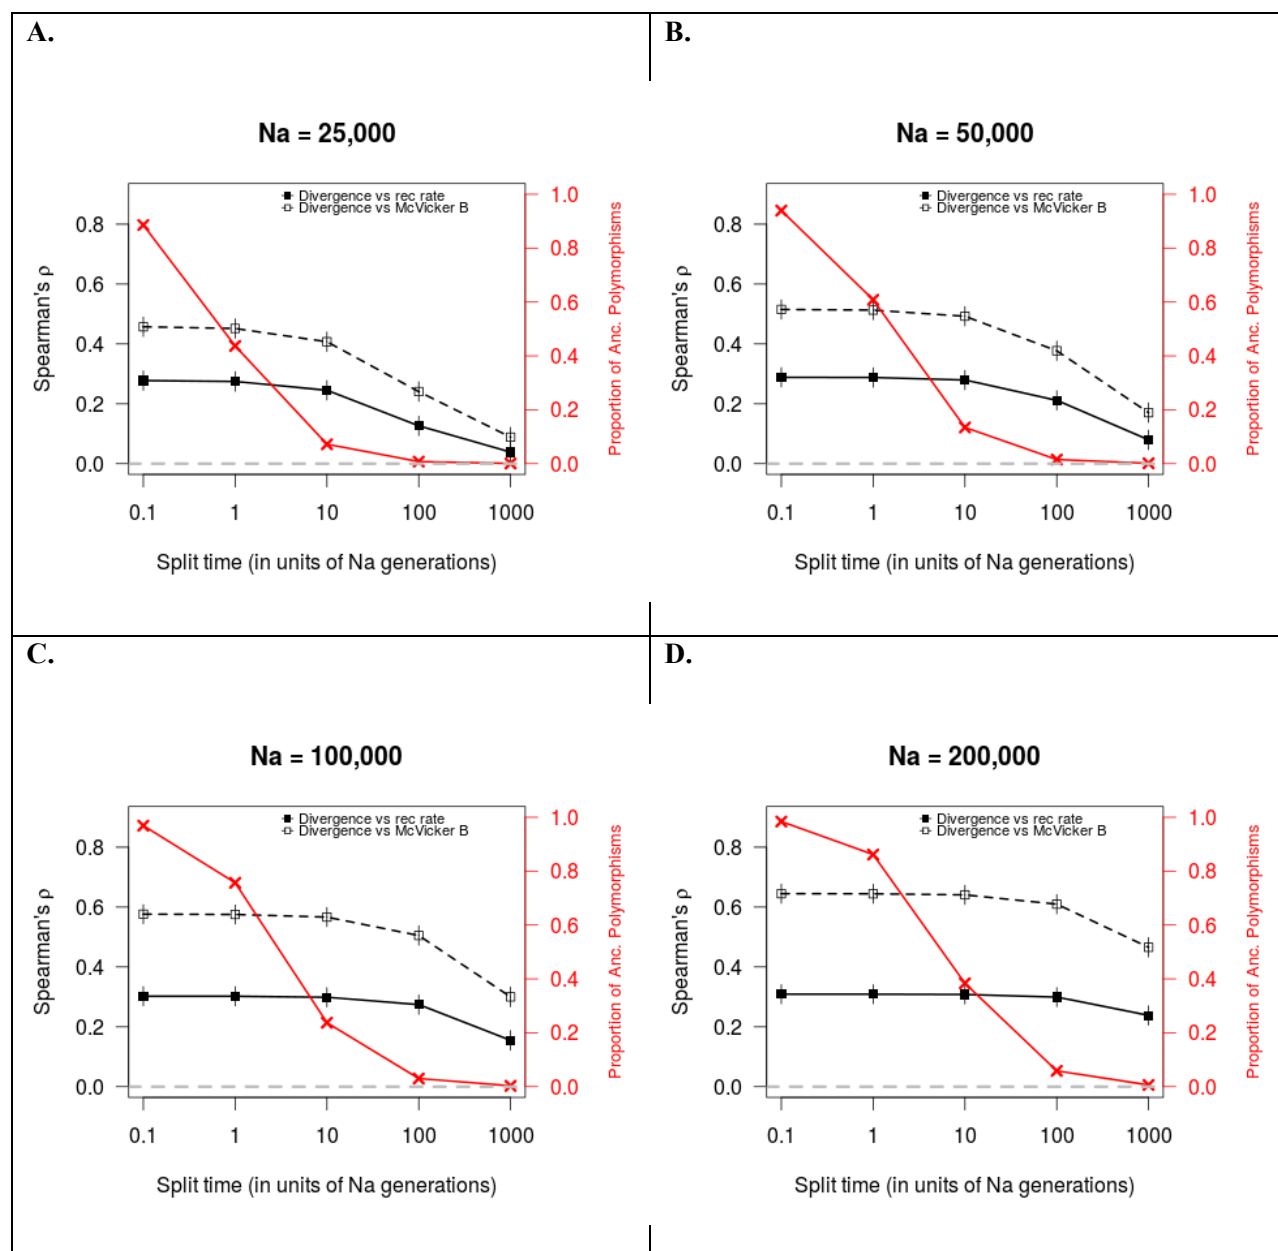 A.
Na = 25,000
Divergence vs rec rate
Divergence vs McVicker B
Spearman's ρ
0.8
0.6
0.4
0.2
0.0
1.0
0.8
0.6
0.4
0.2
0.0
Proportion of Anc. Polymorphisms
0.1 1 10 100 1000
Split time (in units of Na generations)
B.
Na = 50,000
Divergence vs rec rate
Divergence vs McVicker B
Spearman's ρ
0.8
0.6
0.4
0.2
0.0
1.0
0.8
0.6
0.4
0.2
0.0
Proportion of Anc. Polymorphisms
0.1 1 10 100 1000
Split time (in units of Na generations)
C.
Na = 100,000
Divergence vs rec rate
Divergence vs McVicker B
Spearman's ρ
0.8
0.6
0.4
0.2
0.0
1.0
0.8
0.6
0.4
0.2
0.0
Proportion of Anc. Polymorphisms
0.1 1 10 100 1000
Split time (in units of Na generations)
D.
Na = 200,000
Divergence vs rec rate
Divergence vs McVicker B
Spearman's ρ
0.8
0.6
0.4
0.2
0.0
1.0
0.8
0.6
0.4
0.2
0.0
Proportion of Anc. Polymorphisms
0.1 1 10 100 1000
Split time (in units of Na generations)